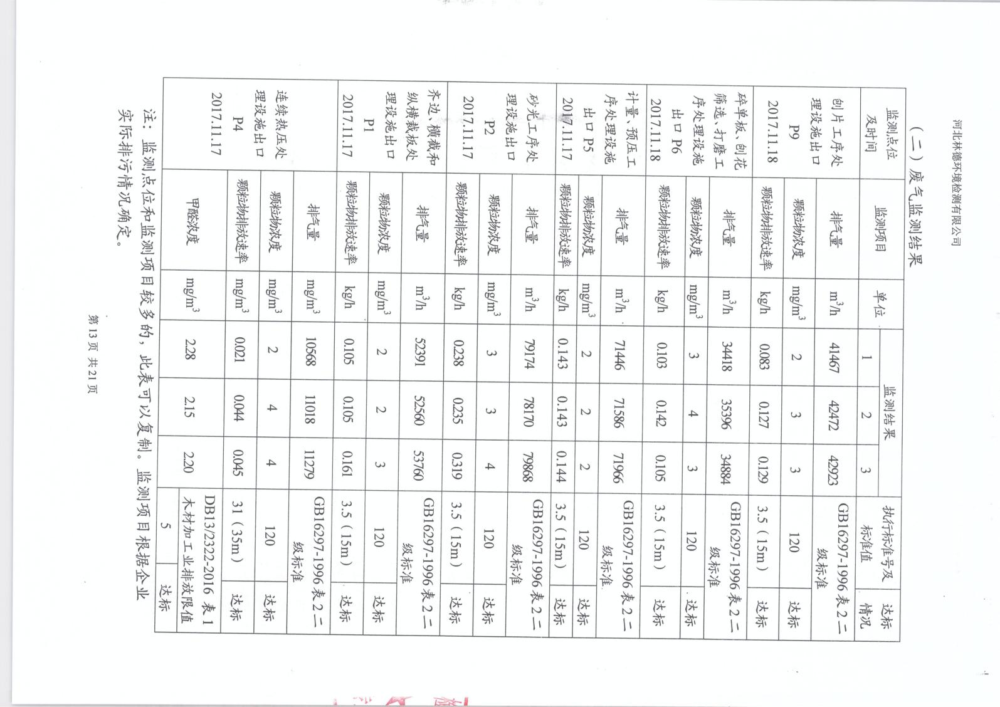 河北林德环境检测有限公司
（二）废气监测结果
监测点位
及时间
监测项目
单位
监测结果
1
2
3
执行标准号及
标准值
达标
情况
刨片工序处
理设施出口
P9
2017.11.18
排气量
m³/h
41467
42472
42923
GB16297-1996 表 2 二
级标准
颗粒物浓度
mg/m³
2
3
3
120
达标
颗粒物排放速率
kg/h
0.083
0.127
0.129
3.5（15m）
达标
碎单板、刨花
筛选、打磨工
序处理设施
出口 P6
2017.11.18
排气量
m³/h
34418
35396
34884
GB16297-1996 表 2 二
级标准
颗粒物浓度
mg/m³
3
4
3
120
达标
颗粒物排放速率
kg/h
0.103
0.142
0.105
3.5（15m）
达标
计量、预压工
序处理设施
出口 P5
2017.11.17
排气量
m³/h
71446
71586
71966
GB16297-1996 表 2 二
级标准
颗粒物浓度
mg/m³
2
2
2
120
达标
颗粒物排放速率
kg/h
0.143
0.143
0.144
3.5（15m）
达标
砂光工序处
理设施出口
P2
2017.11.17
排气量
m³/h
79174
78170
79868
GB16297-1996 表 2 二
级标准
颗粒物浓度
mg/m³
3
3
4
120
达标
颗粒物排放速率
kg/h
0.238
0.235
0.319
3.5（15m）
达标
齐边、横截和
纵横裁板处
理设施出口
P1
2017.11.17
排气量
m³/h
52391
52560
53760
GB16297-1996 表 2 二
级标准
颗粒物浓度
mg/m³
2
2
3
120
达标
颗粒物排放速率
kg/h
0.105
0.105
0.161
3.5（15m）
达标
连续热压处
理设施出口
P4
2017.11.17
排气量
mg/m³
10568
11018
11279
GB16297-1996 表 2 二
级标准
颗粒物浓度
mg/m³
2
4
4
120
达标
颗粒物排放速率
mg/m³
0.021
0.044
0.045
31（35m）
达标
甲醛浓度
mg/m³
2.28
2.15
2.20
DB13/2322-2016 表 1
木材加工业排放限值
5
达标
注：监测点位和监测项目较多的，此表可以复制。监测项目根据企业
实际排污情况确定。
第 13 页 共 21 页